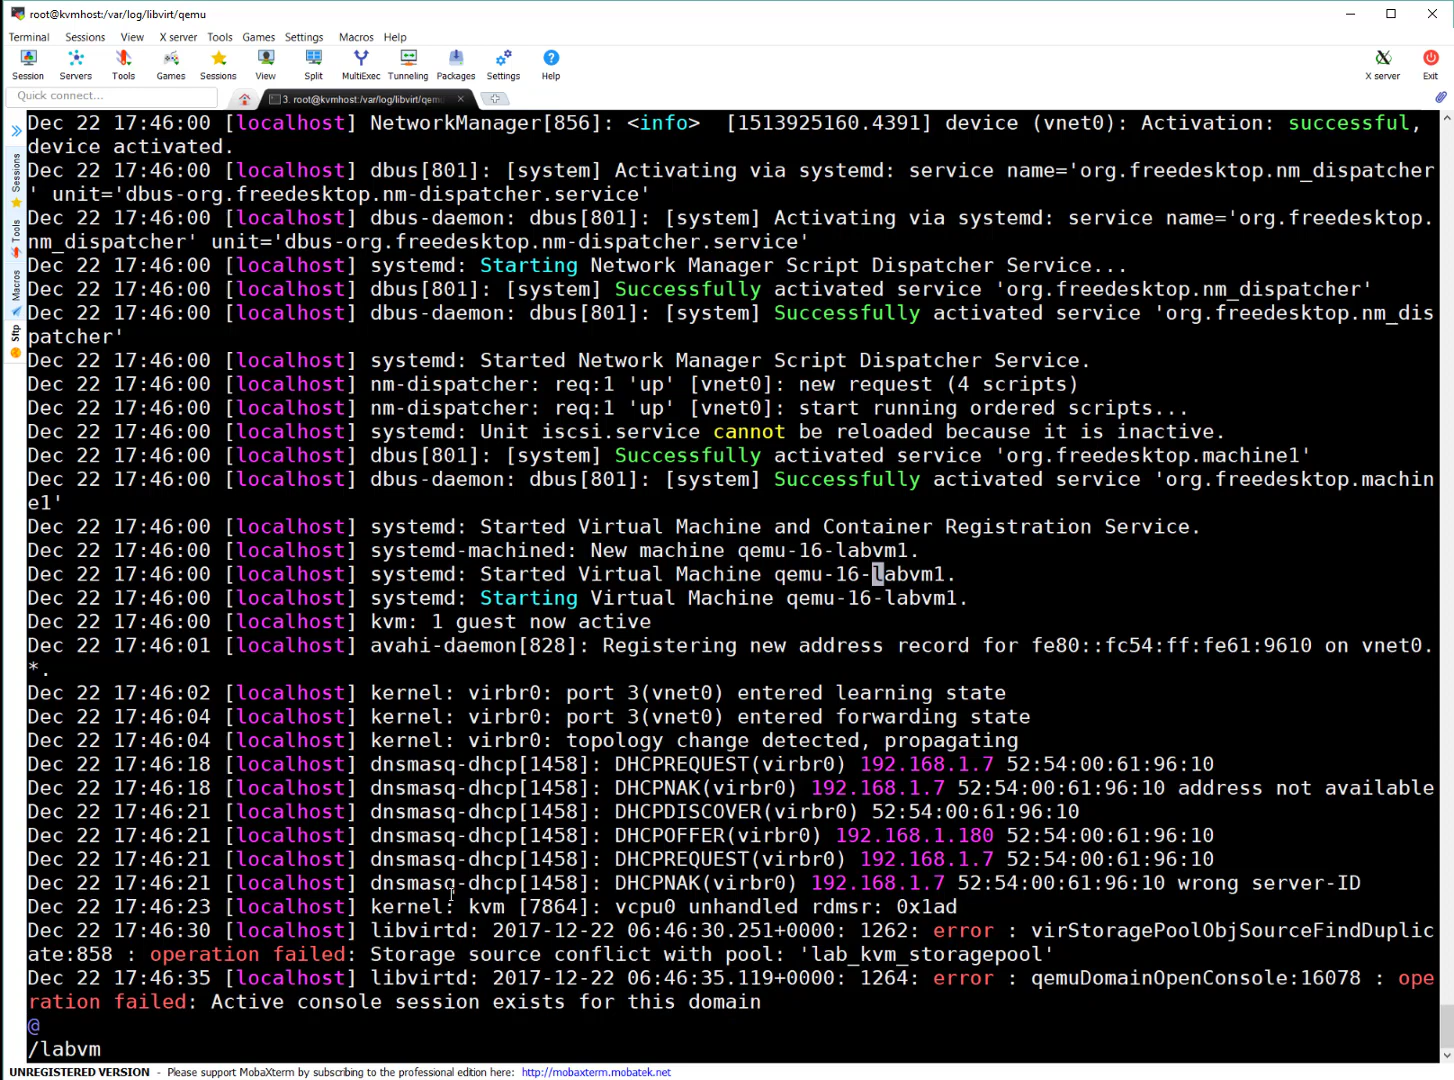 root@kvmhost:/var/log/libvirt/qemu
Terminal Sessions View X server Tools Games Settings Macros Help
Session Servers Tools Games Sessions View Split MultiExec Tunneling Packages Settings Help X server Exit
Quick connect...
3. root@kvmhost:/var/log/libvirt/qemu
Sessions
Tools
Macros
Sftp
Dec 22 17:46:00 [localhost] NetworkManager[856]: <info>  [1513925160.4391] device (vnet0): Activation: successful,
device activated.
Dec 22 17:46:00 [localhost] dbus[801]: [system] Activating via systemd: service name='org.freedesktop.nm_dispatcher
' unit='dbus-org.freedesktop.nm-dispatcher.service'
Dec 22 17:46:00 [localhost] dbus-daemon: dbus[801]: [system] Activating via systemd: service name='org.freedesktop.
nm_dispatcher' unit='dbus-org.freedesktop.nm-dispatcher.service'
Dec 22 17:46:00 [localhost] systemd: Starting Network Manager Script Dispatcher Service...
Dec 22 17:46:00 [localhost] dbus[801]: [system] Successfully activated service 'org.freedesktop.nm_dispatcher'
Dec 22 17:46:00 [localhost] dbus-daemon: dbus[801]: [system] Successfully activated service 'org.freedesktop.nm_dis
patcher'
Dec 22 17:46:00 [localhost] systemd: Started Network Manager Script Dispatcher Service.
Dec 22 17:46:00 [localhost] nm-dispatcher: req:1 'up' [vnet0]: new request (4 scripts)
Dec 22 17:46:00 [localhost] nm-dispatcher: req:1 'up' [vnet0]: start running ordered scripts...
Dec 22 17:46:00 [localhost] systemd: Unit iscsi.service cannot be reloaded because it is inactive.
Dec 22 17:46:00 [localhost] dbus[801]: [system] Successfully activated service 'org.freedesktop.machine1'
Dec 22 17:46:00 [localhost] dbus-daemon: dbus[801]: [system] Successfully activated service 'org.freedesktop.machin
e1'
Dec 22 17:46:00 [localhost] systemd: Started Virtual Machine and Container Registration Service.
Dec 22 17:46:00 [localhost] systemd-machined: New machine qemu-16-labvm1.
Dec 22 17:46:00 [localhost] systemd: Started Virtual Machine qemu-16-labvm1.
Dec 22 17:46:00 [localhost] systemd: Starting Virtual Machine qemu-16-labvm1.
Dec 22 17:46:00 [localhost] kvm: 1 guest now active
Dec 22 17:46:01 [localhost] avahi-daemon[828]: Registering new address record for fe80::fc54:ff:fe61:9610 on vnet0.
*.
Dec 22 17:46:02 [localhost] kernel: virbr0: port 3(vnet0) entered learning state
Dec 22 17:46:04 [localhost] kernel: virbr0: port 3(vnet0) entered forwarding state
Dec 22 17:46:04 [localhost] kernel: virbr0: topology change detected, propagating
Dec 22 17:46:18 [localhost] dnsmasq-dhcp[1458]: DHCPREQUEST(virbr0) 192.168.1.7 52:54:00:61:96:10
Dec 22 17:46:18 [localhost] dnsmasq-dhcp[1458]: DHCPNAK(virbr0) 192.168.1.7 52:54:00:61:96:10 address not available
Dec 22 17:46:21 [localhost] dnsmasq-dhcp[1458]: DHCPDISCOVER(virbr0) 52:54:00:61:96:10
Dec 22 17:46:21 [localhost] dnsmasq-dhcp[1458]: DHCPOFFER(virbr0) 192.168.1.180 52:54:00:61:96:10
Dec 22 17:46:21 [localhost] dnsmasq-dhcp[1458]: DHCPREQUEST(virbr0) 192.168.1.7 52:54:00:61:96:10
Dec 22 17:46:21 [localhost] dnsmasq-dhcp[1458]: DHCPNAK(virbr0) 192.168.1.7 52:54:00:61:96:10 wrong server-ID
Dec 22 17:46:23 [localhost] kernel: kvm [7864]: vcpu0 unhandled rdmsr: 0x1ad
Dec 22 17:46:30 [localhost] libvirtd: 2017-12-22 06:46:30.251+0000: 1262: error : virStoragePoolObjSourceFindDuplic
ate:858 : operation failed: Storage source conflict with pool: 'lab_kvm_storagepool'
Dec 22 17:46:35 [localhost] libvirtd: 2017-12-22 06:46:35.119+0000: 1264: error : qemuDomainOpenConsole:16078 : ope
ration failed: Active console session exists for this domain
@
/labvm
UNREGISTERED VERSION - Please support MobaXterm by subscribing to the professional edition here: http://mobaxterm.mobatek.net